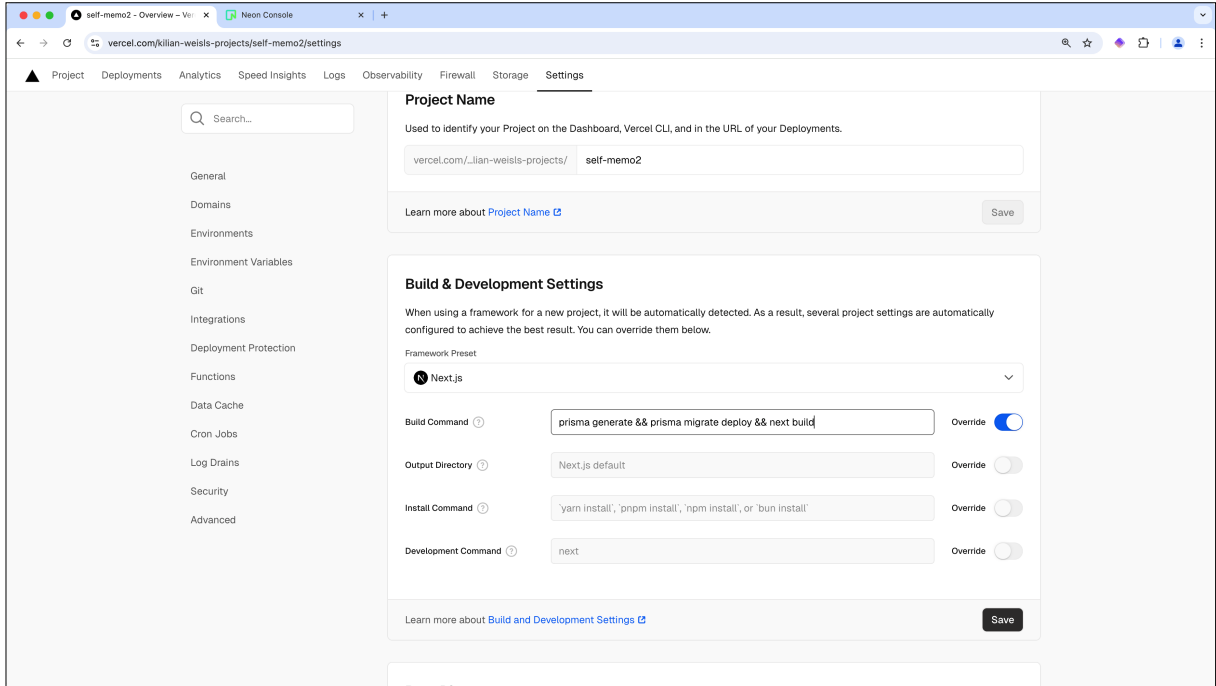 self-memo2 - Overview – Ver
Neon Console
vercel.com/kilian-weisls-projects/self-memo2/settings
Project Deployments Analytics Speed Insights Logs Observability Firewall Storage Settings
Search...
General
Domains
Environments
Environment Variables
Git
Integrations
Deployment Protection
Functions
Data Cache
Cron Jobs
Log Drains
Security
Advanced
Project Name
Used to identify your Project on the Dashboard, Vercel CLI, and in the URL of your Deployments.
vercel.com/...lian-weisls-projects/ self-memo2
Learn more about Project Name
Save
Build & Development Settings
When using a framework for a new project, it will be automatically detected. As a result, several project settings are automatically
configured to achieve the best result. You can override them below.
Framework Preset
N Next.js
Build Command ? prisma generate && prisma migrate deploy && next build Override
Output Directory ? Next.js default Override
Install Command ? `yarn install`, `pnpm install`, `npm install`, or `bun install` Override
Development Command ? next Override
Learn more about Build and Development Settings
Save